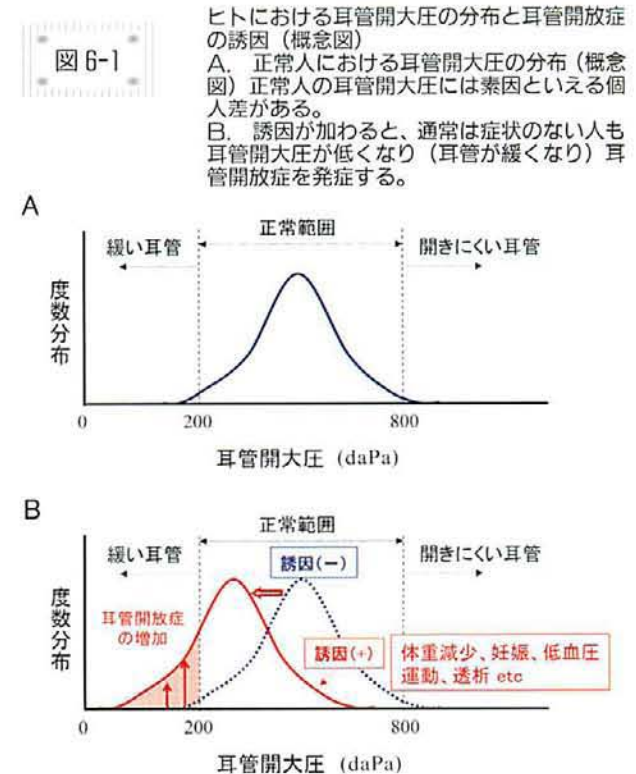 図 6-1
ヒトにおける耳管開大圧の分布と耳管開放症
の誘因（概念図）
A. 正常人における耳管開大圧の分布（概念
図）正常人の耳管開大圧には素因といえる個
人差がある。
B. 誘因が加わると、通常は症状のない人も
耳管開大圧が低くなり（耳管が緩くなり）耳
管開放症を発症する。
A
正常範囲
緩い耳管
開きにくい耳管
度数分布
0
200
800
耳管開大圧 (daPa)
B
正常範囲
緩い耳管
開きにくい耳管
誘因(－)
耳管開放症
の増加
度数分布
誘因(+)
体重減少、妊娠、低血圧
運動、透析 etc
0
200
800
耳管開大圧 (daPa)